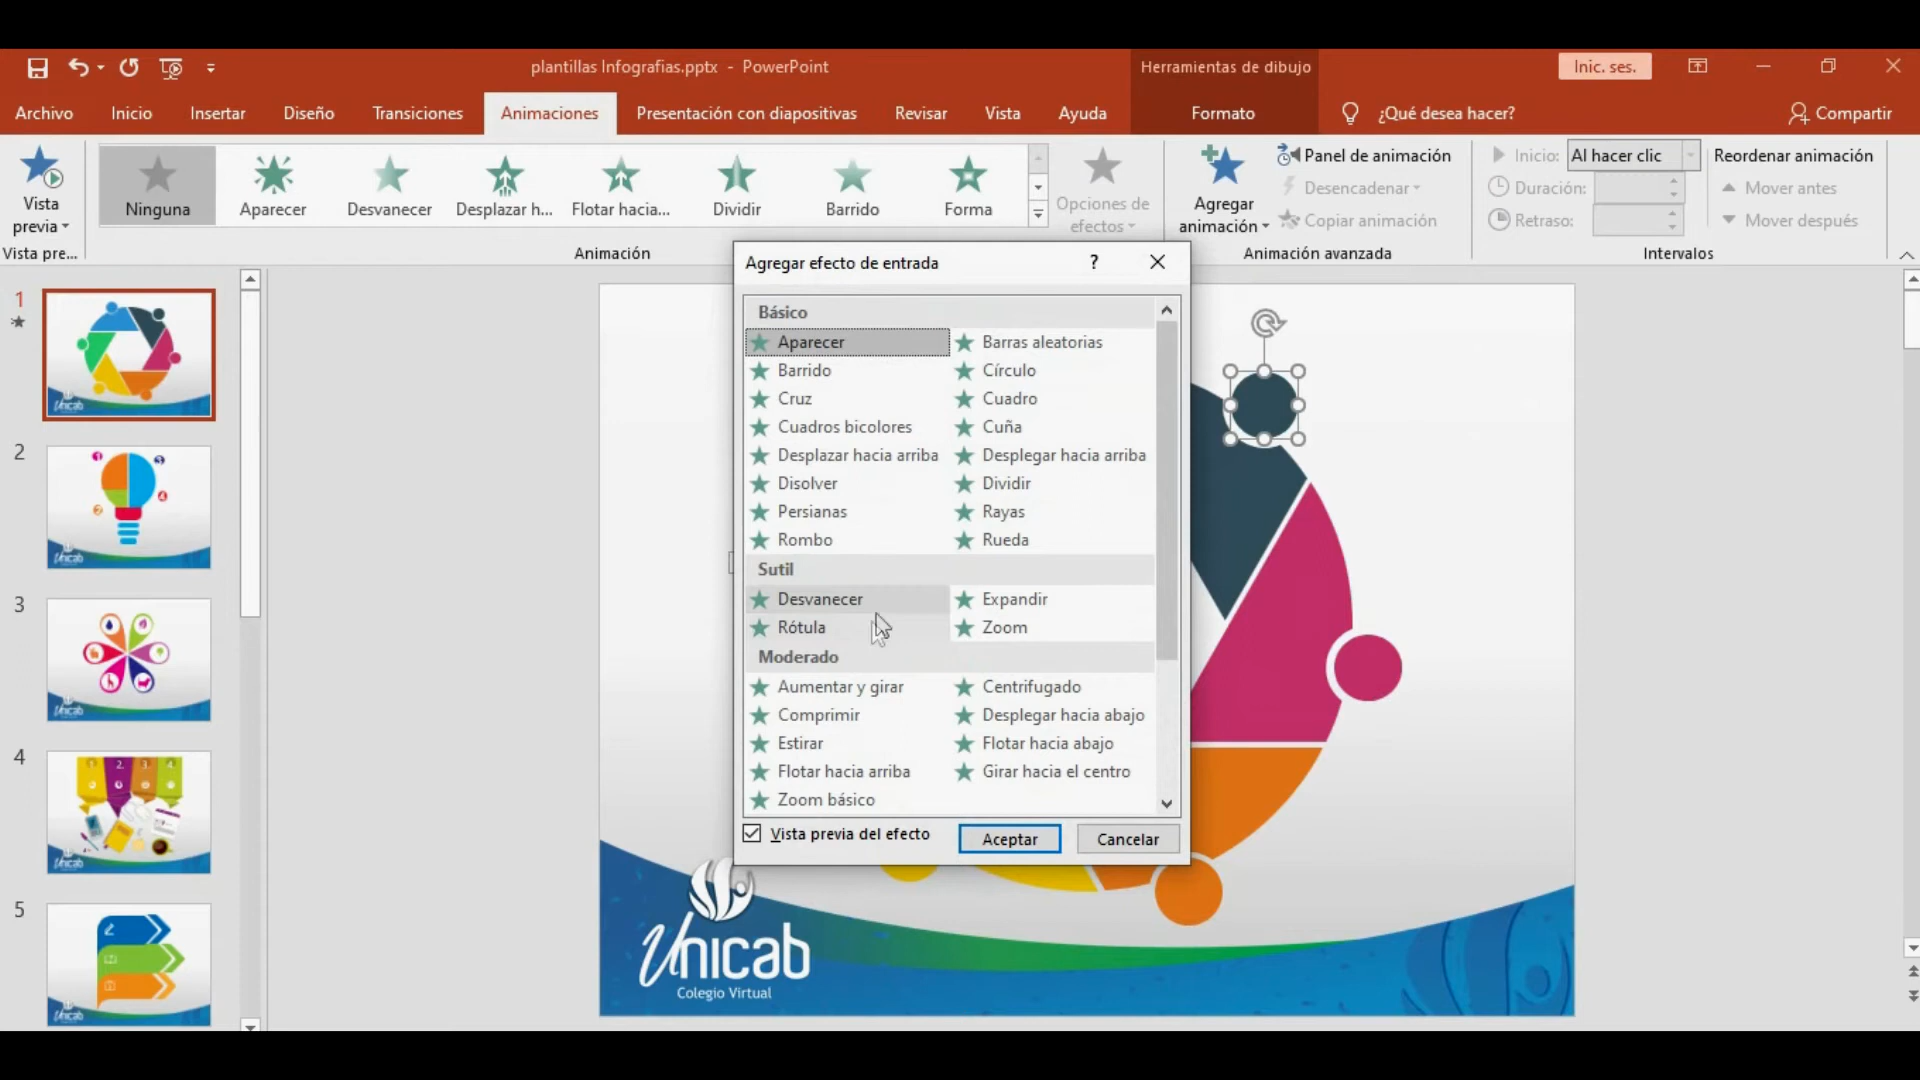 plantillas Infografias.pptx - PowerPoint
Herramientas de dibujo
Inic. ses.
Archivo
Inicio
Insertar
Diseño
Transiciones
Animaciones
Presentación con diapositivas
Revisar
Vista
Ayuda
Formato
¿Qué desea hacer?
Compartir
Vista
previa
Vista pre...
Ninguna
Aparecer
Desvanecer
Desplazar h...
Flotar hacia...
Dividir
Barrido
Forma
Animación
Opciones de
efectos
Agregar
animación
Panel de animación
Desencadenar
Copiar animación
Animación avanzada
Inicio: Al hacer clic
Duración:
Retraso:
Reordenar animación
Mover antes
Mover después
Intervalos
1
2
3
4
5
Agregar efecto de entrada
?
Básico
Aparecer
Barras aleatorias
Barrido
Círculo
Cruz
Cuadro
Cuadros bicolores
Cuña
Desplazar hacia arriba
Desplegar hacia arriba
Disolver
Dividir
Persianas
Rayas
Rombo
Rueda
Sutil
Desvanecer
Expandir
Rótula
Zoom
Moderado
Aumentar y girar
Centrifugado
Comprimir
Desplegar hacia abajo
Estirar
Flotar hacia abajo
Flotar hacia arriba
Girar hacia el centro
Zoom básico
Vista previa del efecto
Aceptar
Cancelar
Unicab
Colegio Virtual